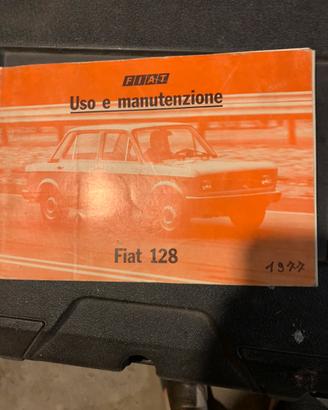 FIAT
Uso e manutenzione
Fiat 128
1977